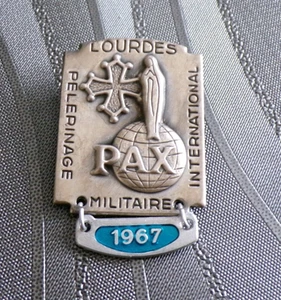 LOURDES
PELERINAGE
INTERNATIONAL
PAX
MILITAIRE
1967